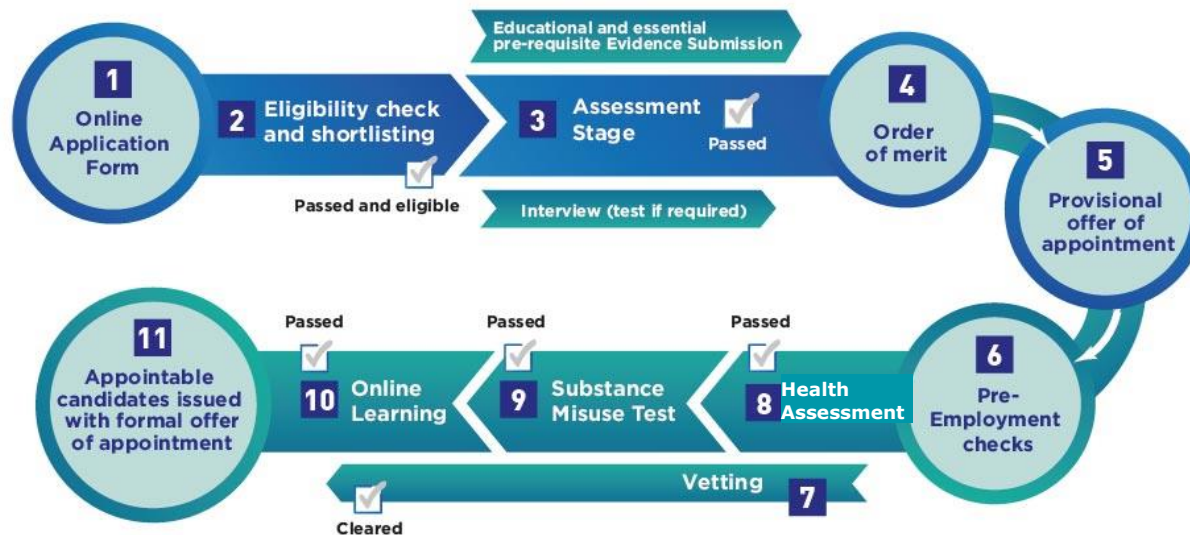 1
Online
Application
Form
2
Eligibility check
and shortlisting
Passed and eligible
Educational and essential
pre-requisite Evidence Submission
3
Assessment
Stage
Passed
Interview (test if required)
4
Order
of merit
5
Provisional
offer of
appointment
6
Pre-
Employment
checks
Vetting
7
Cleared
Passed
8
Health
Assessment
Passed
9
Substance
Misuse Test
Passed
10
Online
Learning
11
Appointable
candidates issued
with formal offer
of appointment